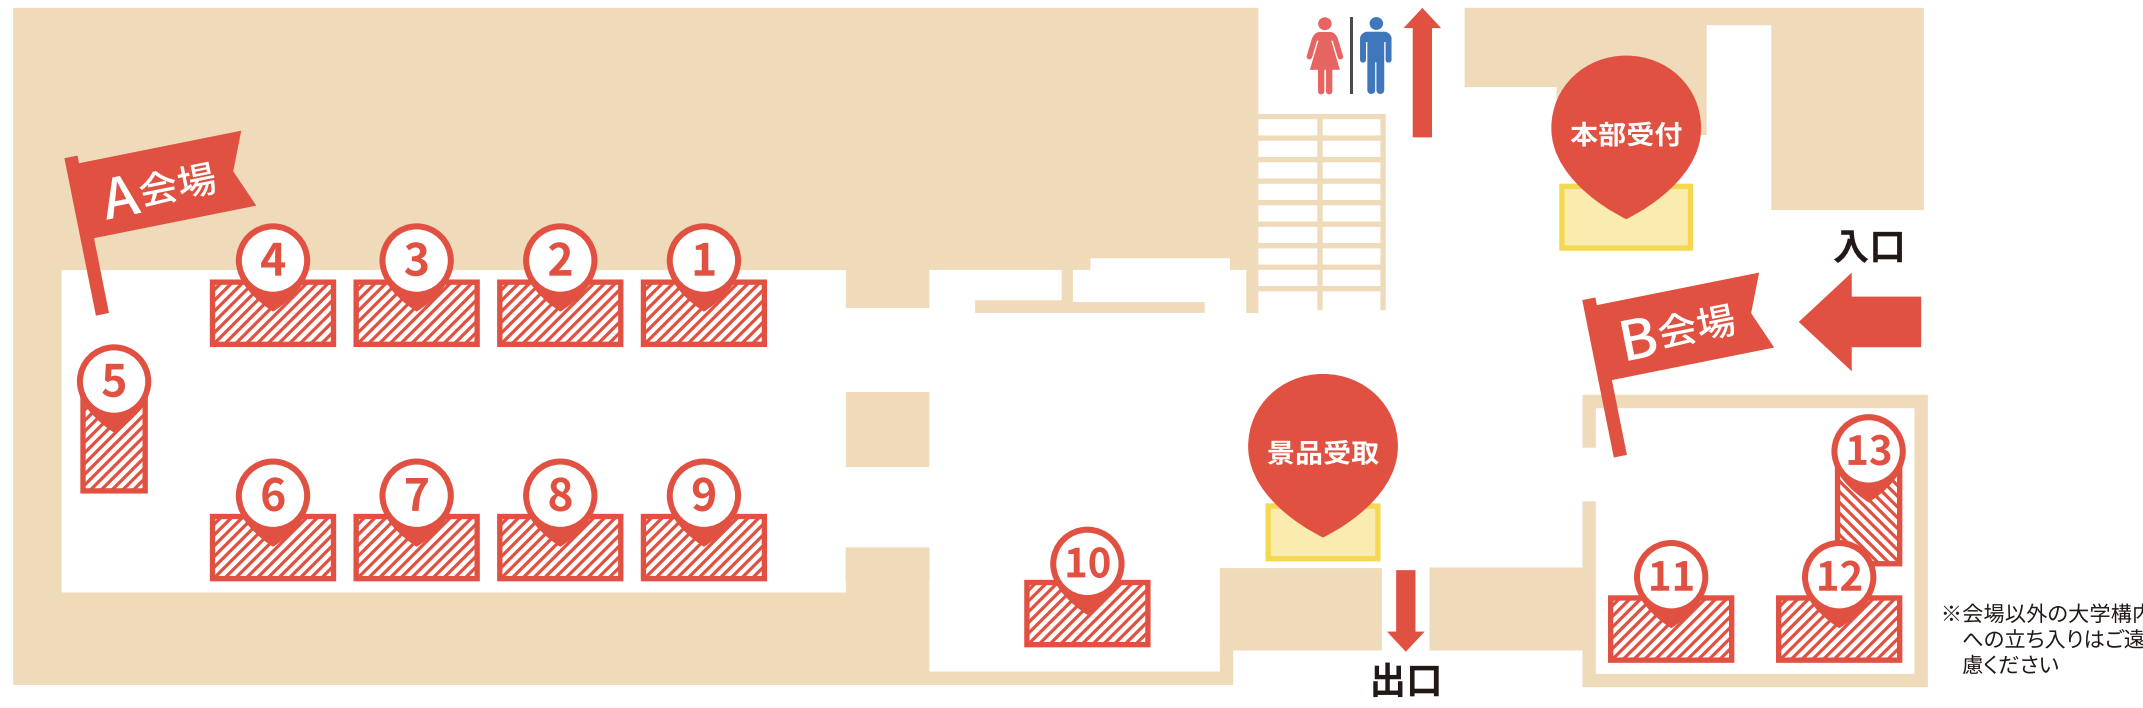 本部受付
A会場
4
3
2
1
入口
B会場
5
景品受取
13
6
7
8
9
10
11
12
※会場以外の大学構内
への立ち入りはご遠
慮ください
出口